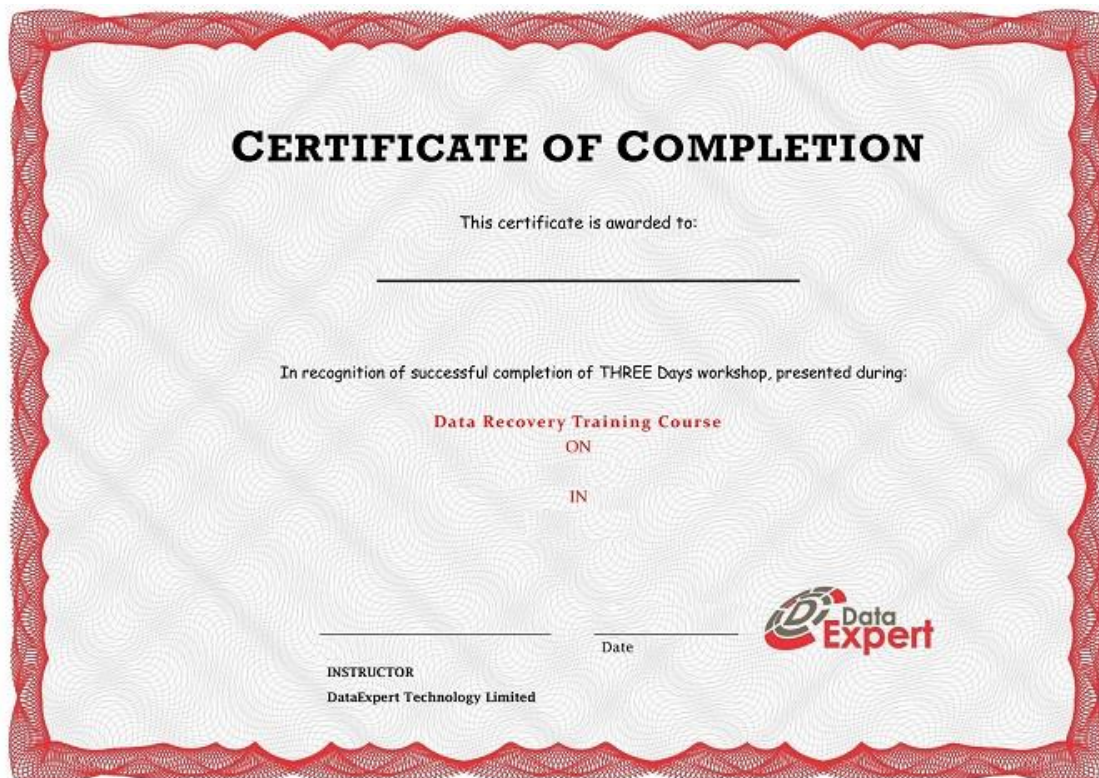 CERTIFICATE OF COMPLETION
This certificate is awarded to:
In recognition of successful completion of THREE Days workshop, presented during:
Data Recovery Training Course
ON
IN
Data
Expert
Date
INSTRUCTOR
DataExpert Technology Limited